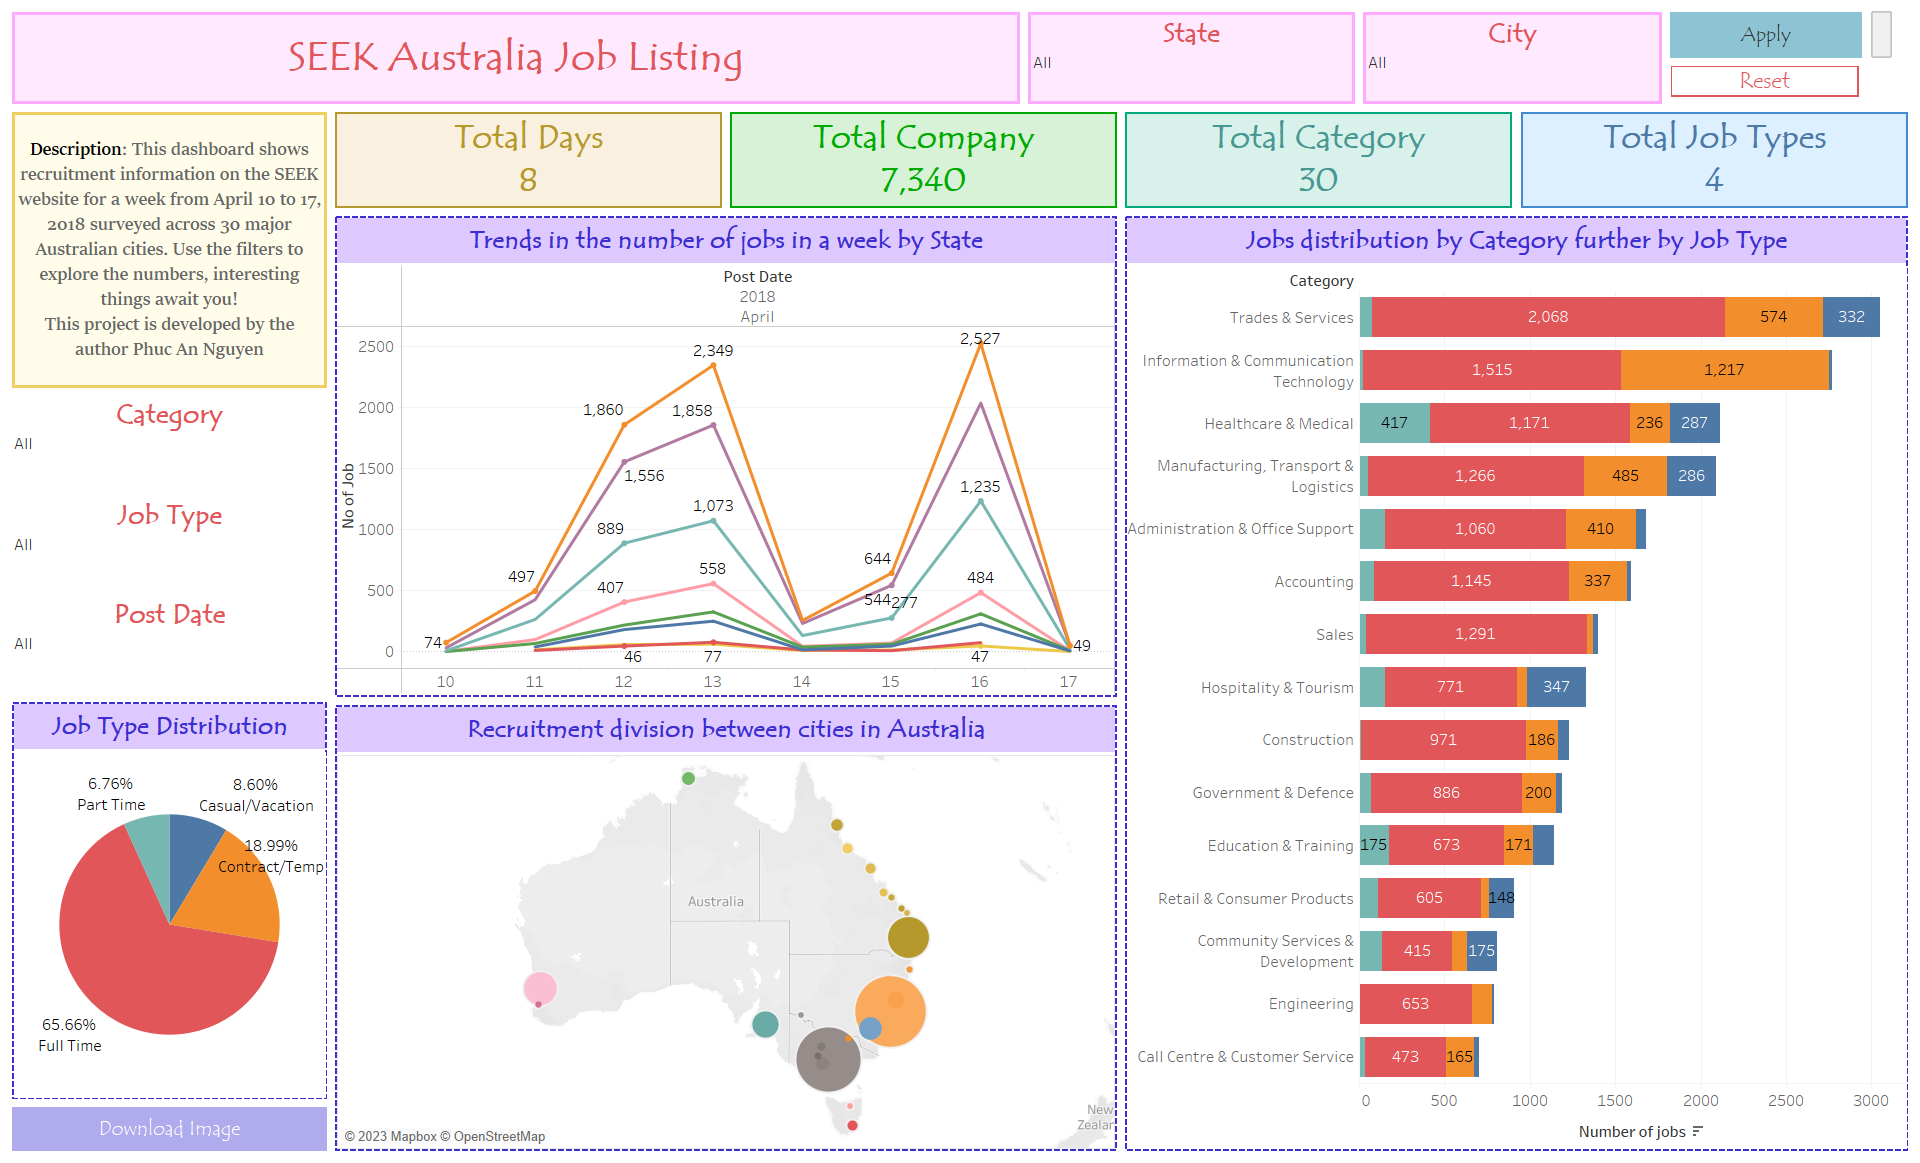 SEEK Australia Job Listing
State
All
City
All
Apply
Reset
Description: This dashboard shows
recruitment information on the SEEK
website for a week from April 10 to 17,
2018 surveyed across 30 major
Australian cities. Use the filters to
explore the numbers, interesting
things await you!
This project is developed by the
author Phuc An Nguyen
Total Days
8
Total Company
7,340
Total Category
30
Total Job Types
4
Category
All
Job Type
All
Post Date
All
Trends in the number of jobs in a week by State
Post Date
2018
April
No of Job
2500
2000
1500
1000
500
0
74
497
1,860
1,556
889
407
46
2,349
1,858
1,073
558
77
644
544
277
2,527
1,235
484
47
49
10
11
12
13
14
15
16
17
Jobs distribution by Category further by Job Type
Category
Trades & Services
2,068
574
332
Information & Communication
Technology
1,515
1,217
Healthcare & Medical
417
1,171
236
287
Manufacturing, Transport &
Logistics
1,266
485
286
Administration & Office Support
1,060
410
Accounting
1,145
337
Sales
1,291
Hospitality & Tourism
771
347
Construction
971
186
Government & Defence
886
200
Education & Training
175
673
171
Retail & Consumer Products
605
148
Community Services &
Development
415
175
Engineering
653
Call Centre & Customer Service
473
165
0
500
1000
1500
2000
2500
3000
Number of jobs
Job Type Distribution
6.76%
Part Time
8.60%
Casual/Vacation
18.99%
Contract/Temp
65.66%
Full Time
Download Image
Recruitment division between cities in Australia
Australia
New
Zealan
© 2023 Mapbox © OpenStreetMap